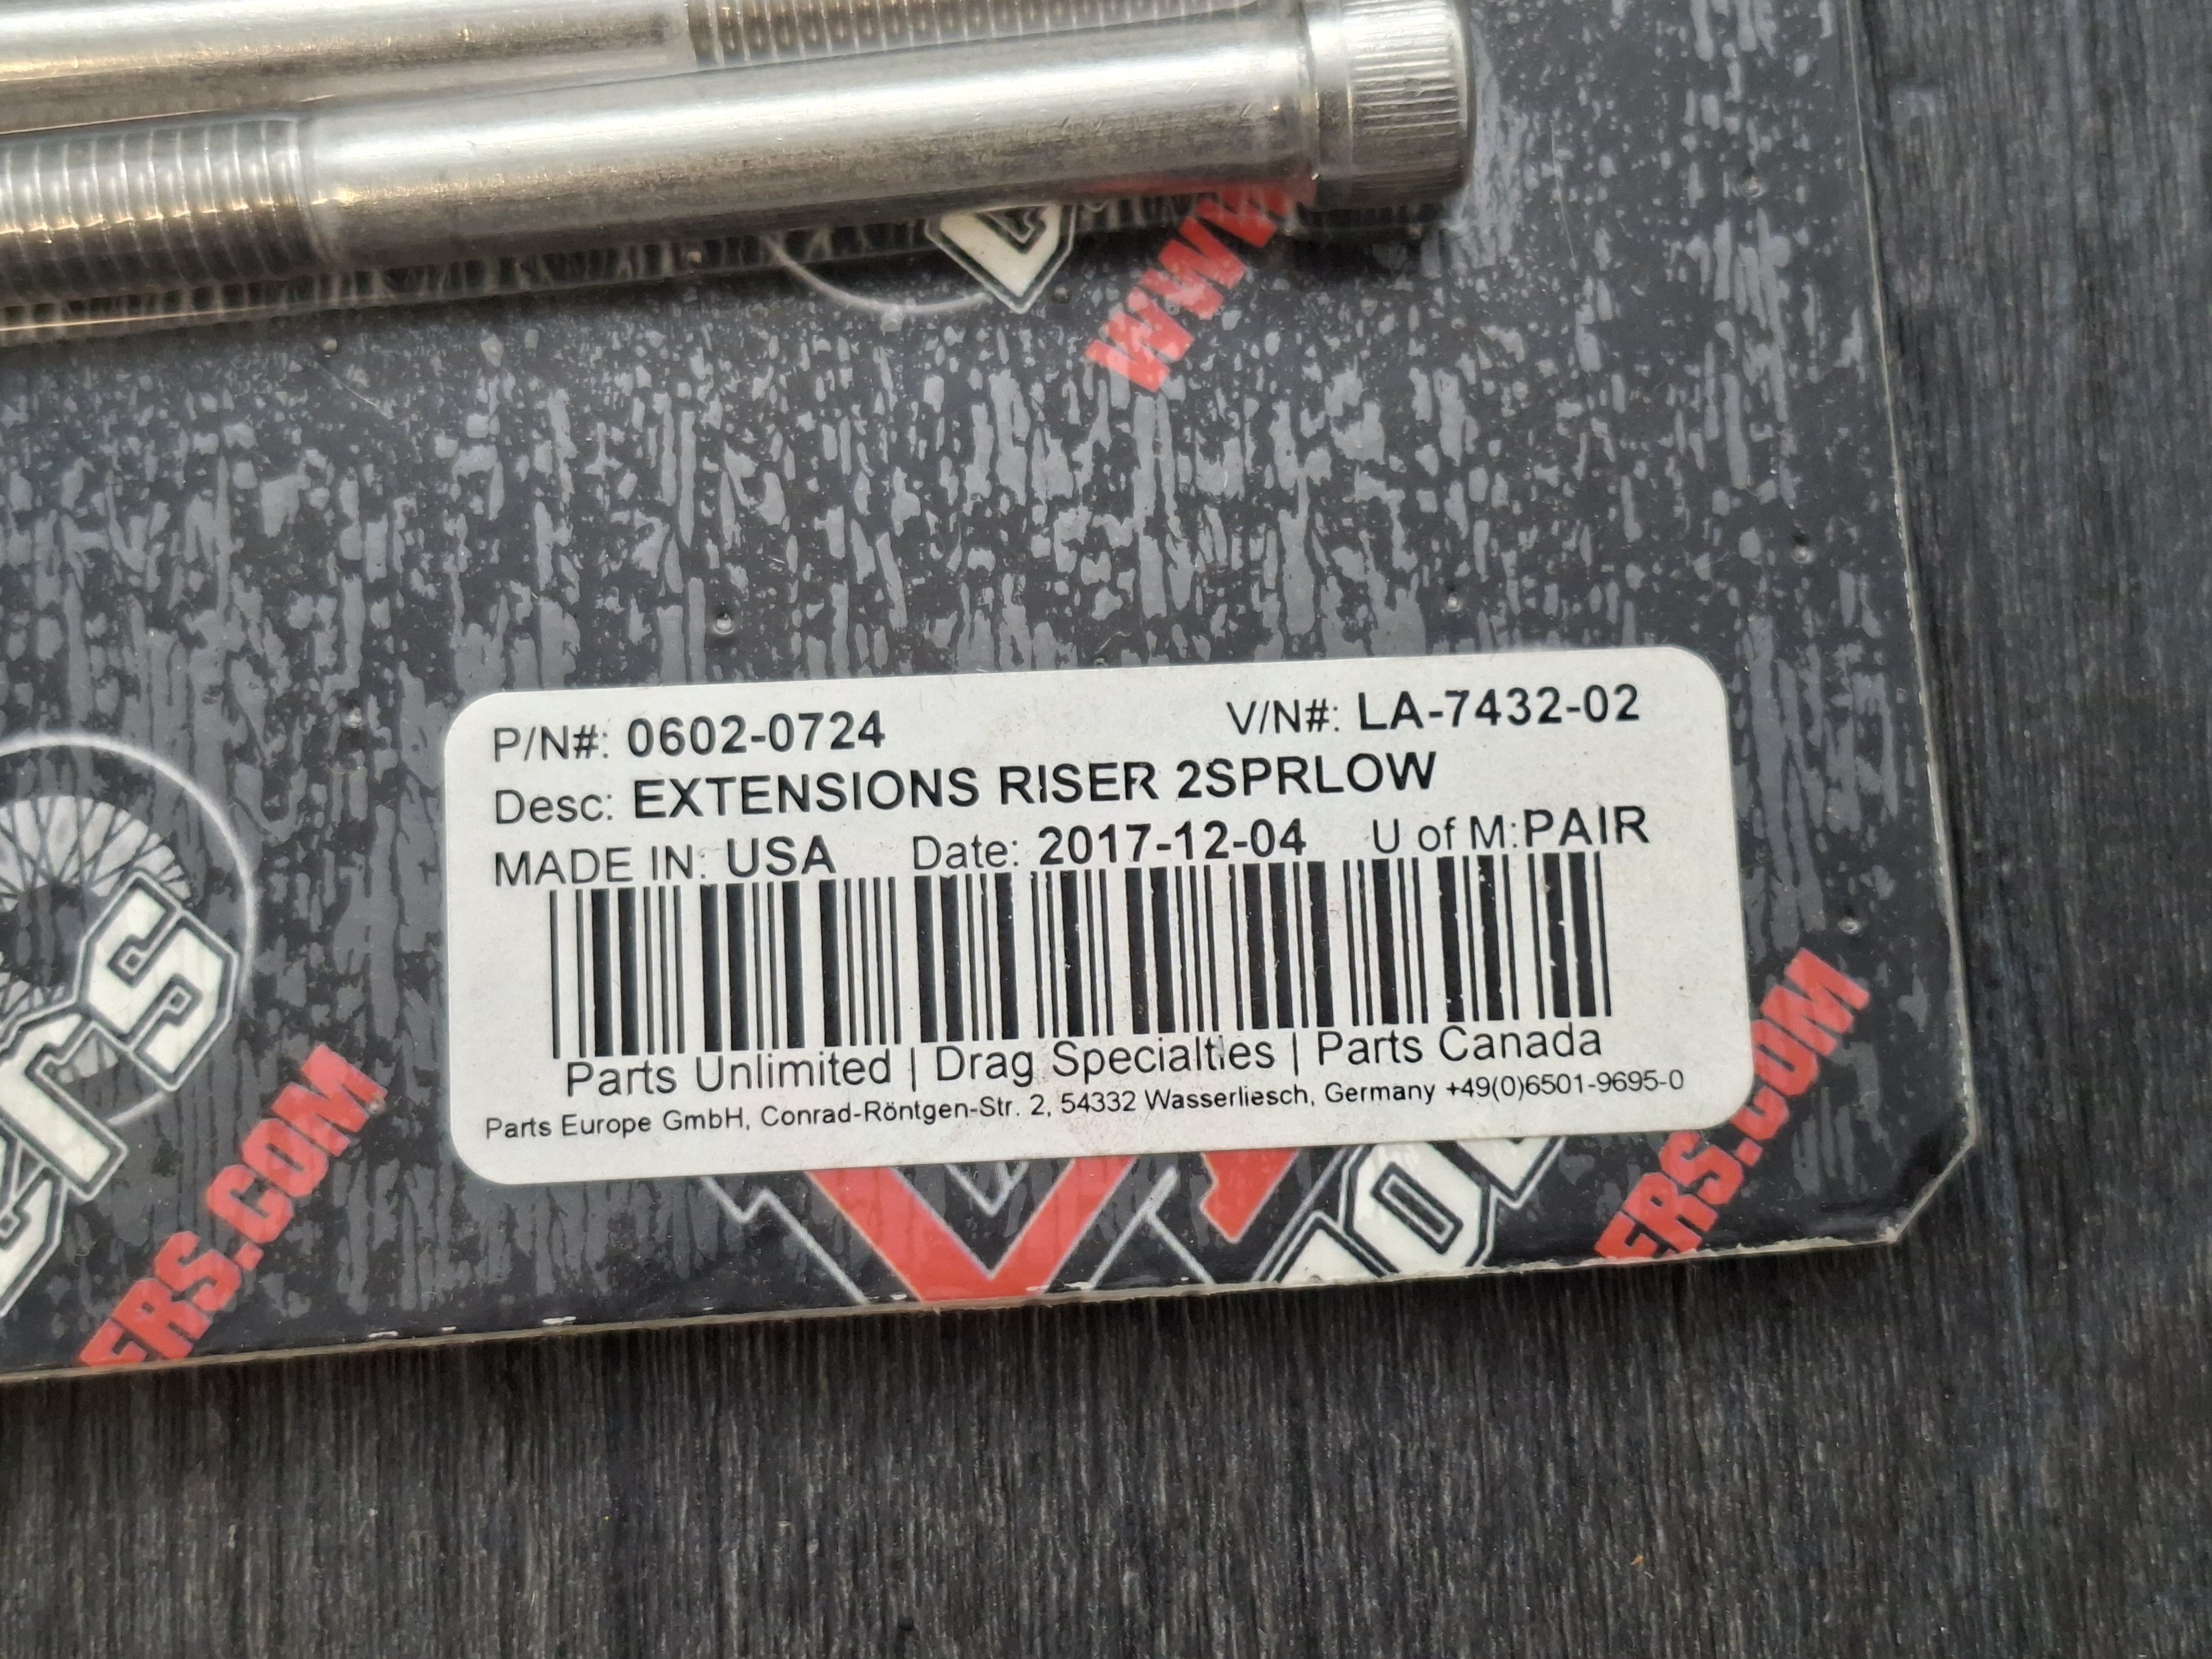 WWW
P/N#: 0602-0724 V/N#: LA-7432-02
Desc: EXTENSIONS RISER 2SPRLOW
MADE IN: USA Date: 2017-12-04 U of M:PAIR
Parts Unlimited | Drag Specialties | Parts Canada
Parts Europe GmbH, Conrad-Röntgen-Str. 2, 54332 Wasserliesch, Germany +49(0)6501-9695-0
ers
ERS.COM
ERS.COM